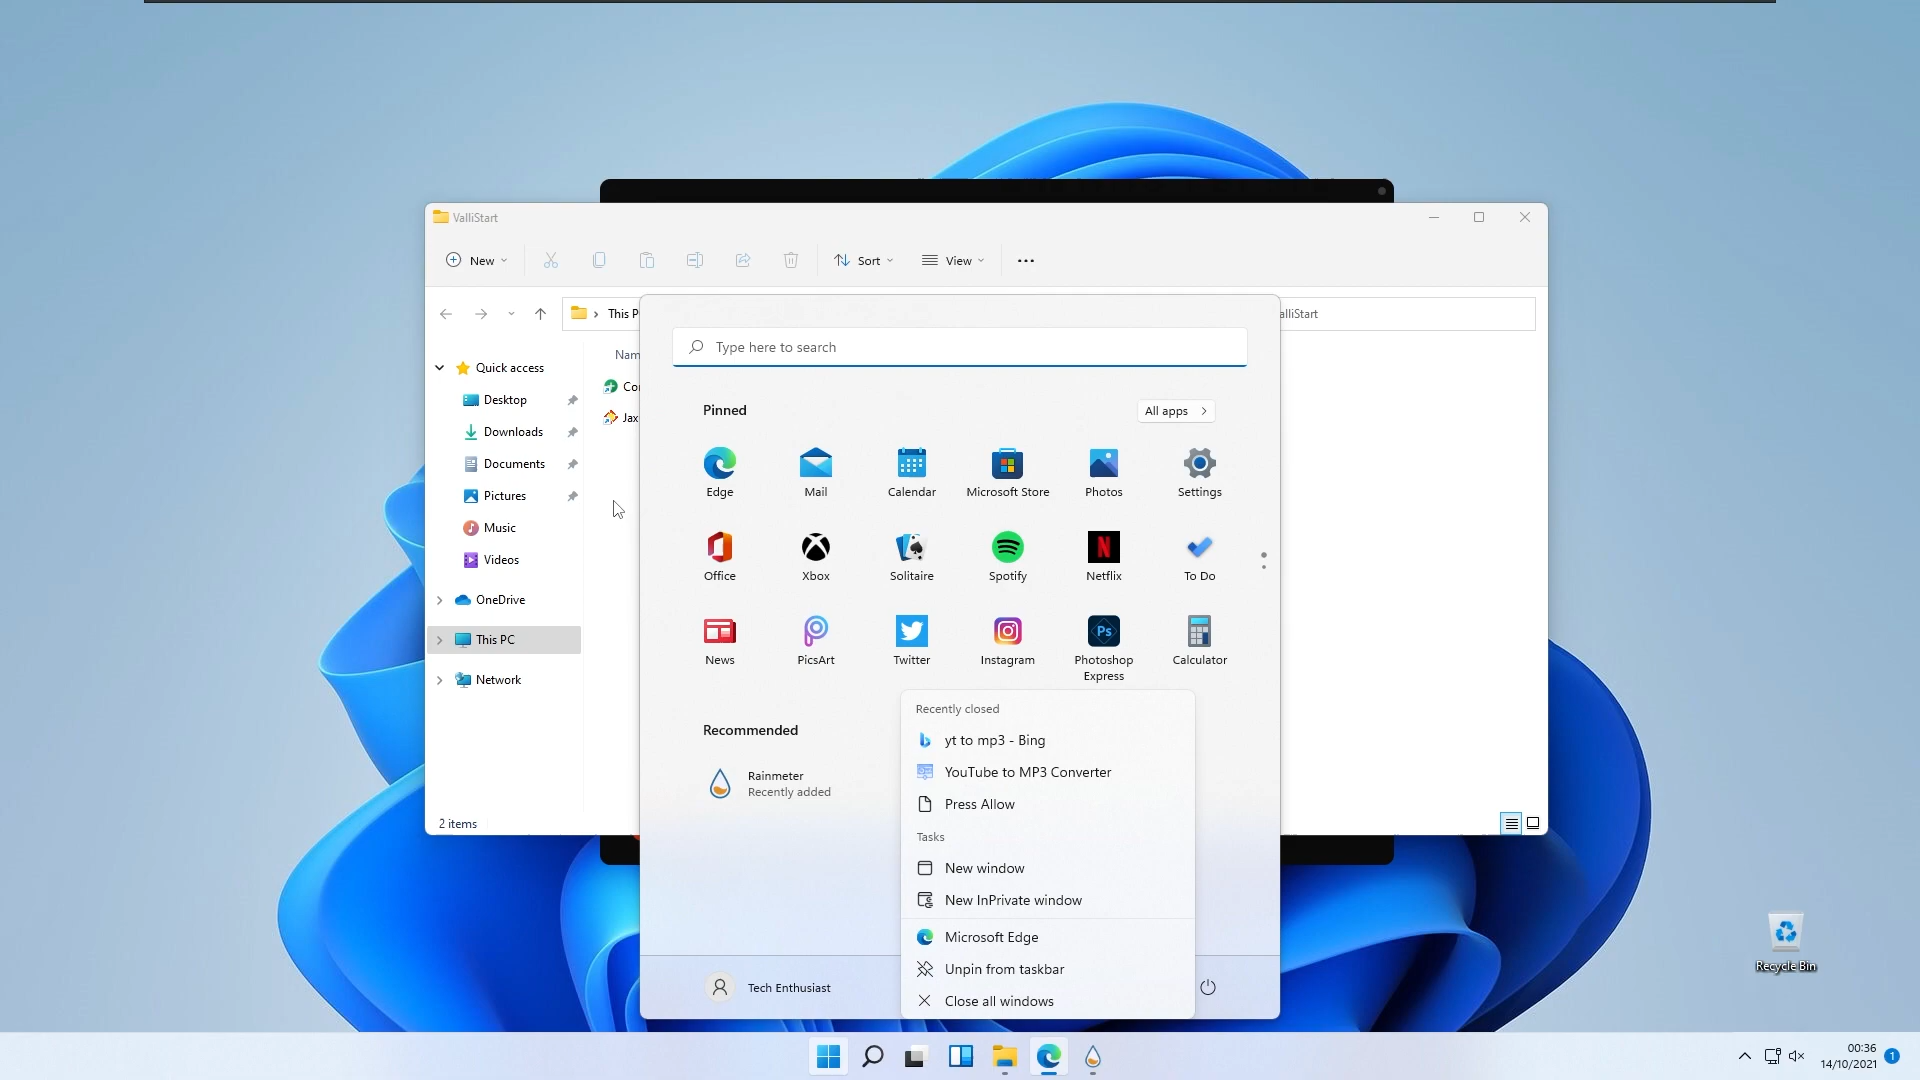 ValliStart
New
Sort
View
This P
alliStart
Nam
Quick access
Desktop
Downloads
Documents
Pictures
Music
Videos
OneDrive
This PC
Network
Cor
Jax
2 items
Type here to search
Pinned
All apps
Edge
Mail
Calendar
Microsoft Store
Photos
Settings
Office
Xbox
Solitaire
Spotify
Netflix
To Do
News
PicsArt
Twitter
Instagram
Ps
Photoshop
Express
Calculator
Recommended
Rainmeter
Recently added
Recently closed
yt to mp3 - Bing
YouTube to MP3 Converter
Press Allow
Tasks
New window
New InPrivate window
Microsoft Edge
Unpin from taskbar
Close all windows
Tech Enthusiast
Recycle Bin
00:36
14/10/2021
1